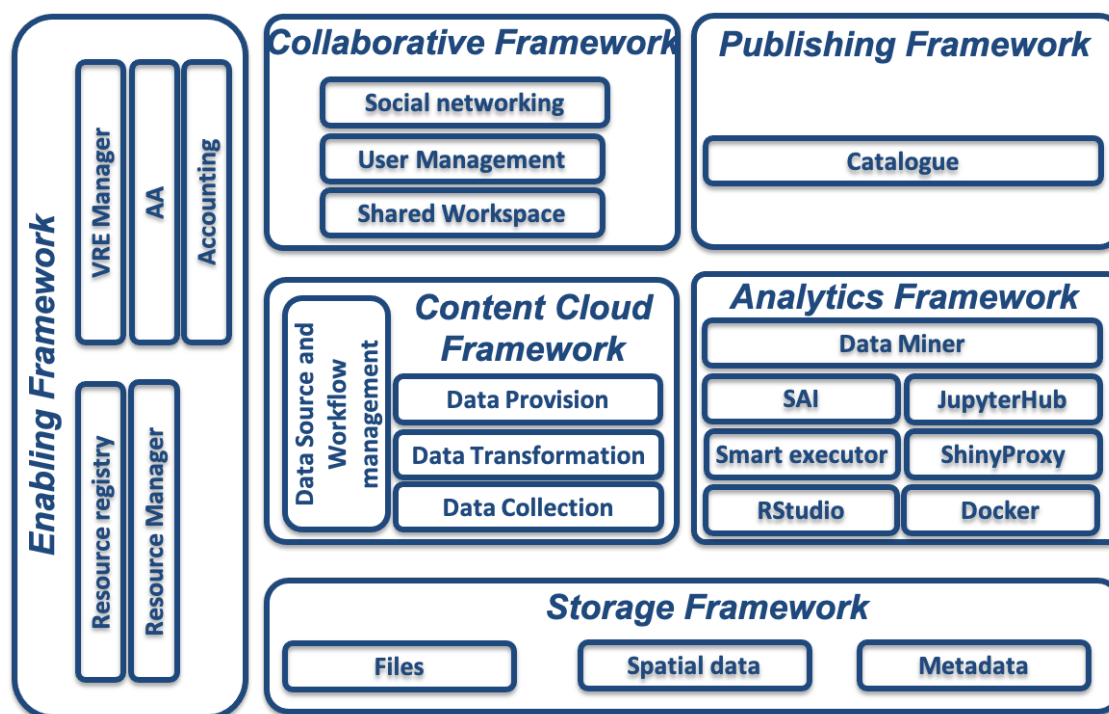 Enabling Framework
VRE Manager
AA
Accounting
Resource registry
Resource Manager
Collaborative Framework
Social networking
User Management
Shared Workspace
Publishing Framework
Catalogue
Content Cloud
Framework
Data Source and
Workflow
management
Data Provision
Data Transformation
Data Collection
Analytics Framework
Data Miner
SAI
JupyterHub
Smart executor
ShinyProxy
RStudio
Docker
Storage Framework
Files
Spatial data
Metadata